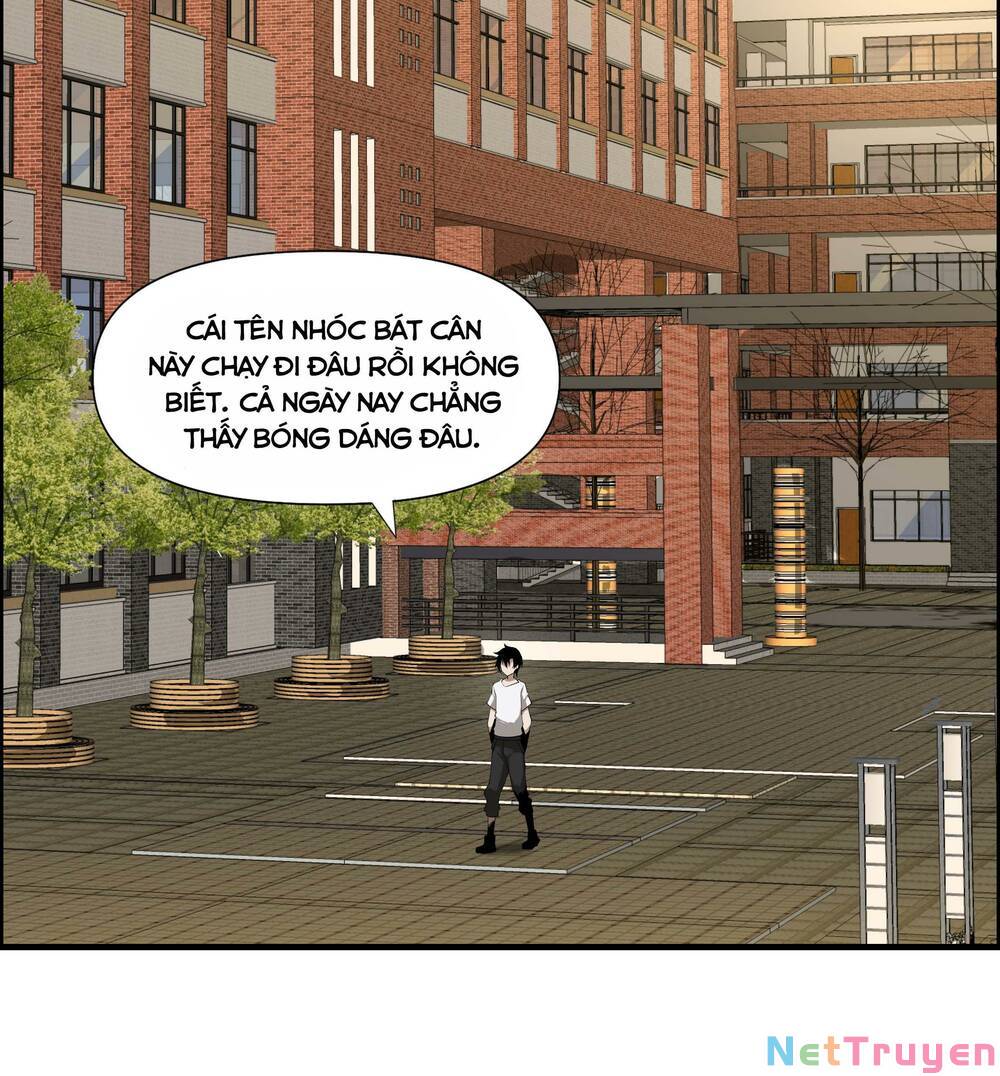 CÁI TÊN NHÓC BÁT CÂN
NÀY CHẠY ĐI ĐÂU RỒI KHÔNG
BIẾT. CẢ NGÀY NAY CHẲNG
THẤY BÓNG DÁNG ĐÂU.
NetTruyen